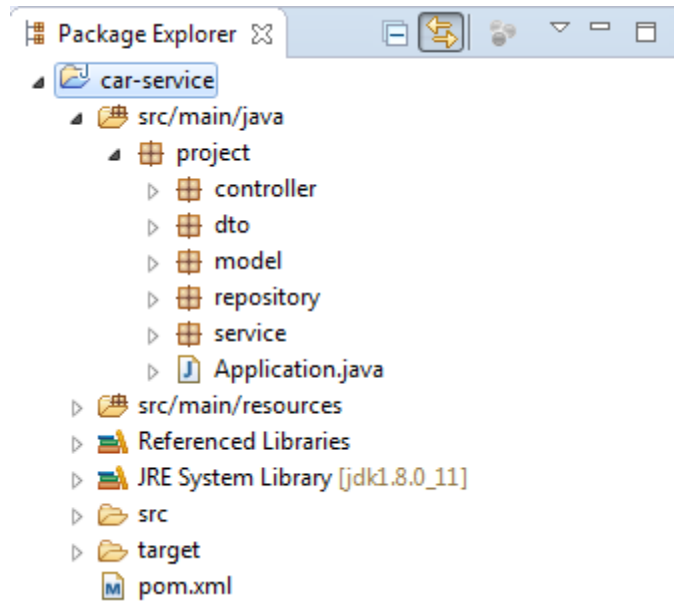 Package Explorer
car-service
src/main/java
project
controller
dto
model
repository
service
Application.java
src/main/resources
Referenced Libraries
JRE System Library [jdk1.8.0_11]
src
target
pom.xml